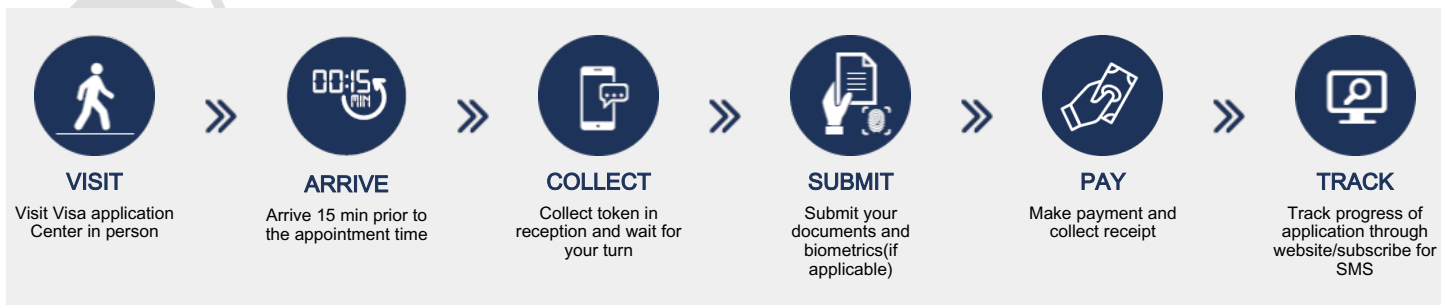 00:15
MIN
VISIT
Visit Visa application
Center in person
ARRIVE
Arrive 15 min prior to
the appointment time
COLLECT
Collect token in
reception and wait for
your turn
SUBMIT
Submit your
documents and
biometrics(if
applicable)
PAY
Make payment and
collect receipt
TRACK
Track progress of
application through
website/subscribe for
SMS